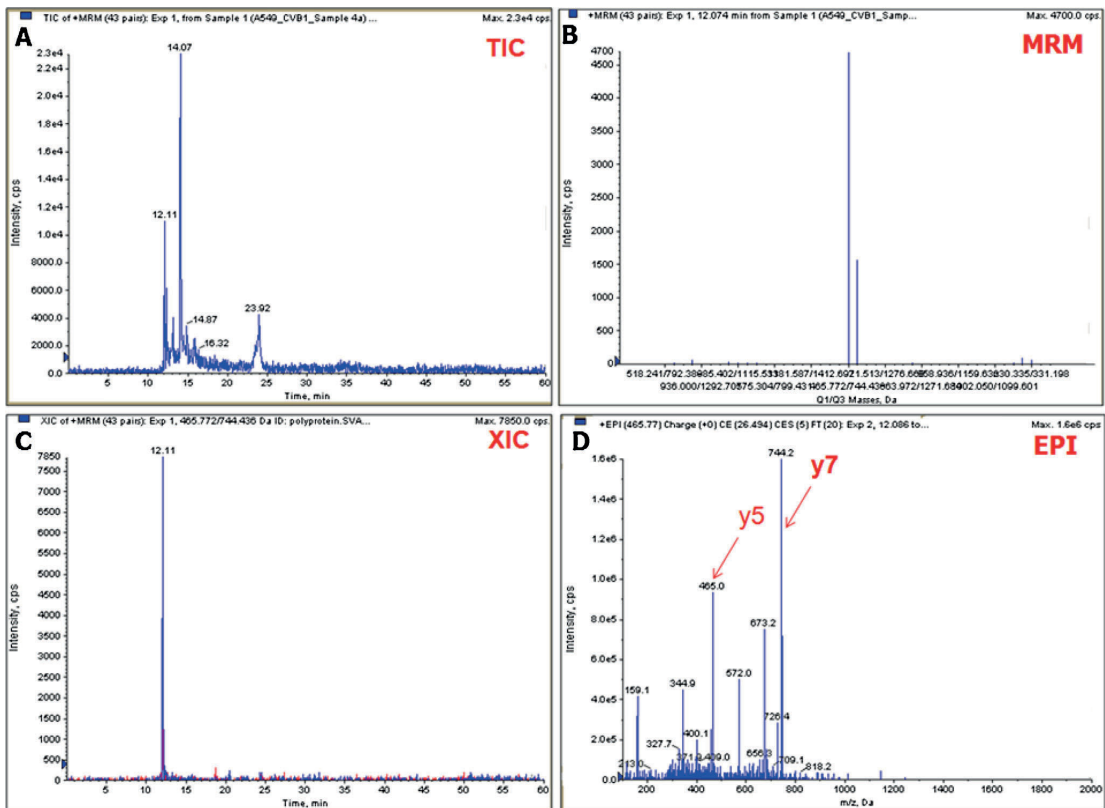 TIC of +MRM (43 pairs): Exp 1, from Sample 1 (A549_CVB1_Sample 4a) ...
Max. 2.3e4 cps.
A
TIC
14.07
2.3e4
2.2e4
2.0e4
1.8e4
1.6e4
1.4e4
1.2e4
1.0e4
8000.0
6000.0
4000.0
2000.0
0.0
12.11
14.87
16.32
23.92
Intensity, cps
0 5 10 15 20 25 30 35 40 45 50 55 60
Time, min
+MRM (43 pairs): Exp 1, 12.074 min from Sample 1 (A549_CVB1_Samp...
Max. 4700.0 cps.
B
MRM
4700
4500
4000
3500
3000
2500
2000
1500
1000
500
0
Intensity, cps
Q1/Q3 Masses, Da
XIC of +MRM (43 pairs): Exp 1, 465.772/744.436 Da ID: polyprotein.SVA...
Max. 7850.0 cps.
C
XIC
12.11
7850
7500
7000
6500
6000
5500
5000
4500
4000
3500
3000
2500
2000
1500
1000
500
0
Intensity, cps
5 10 15 20 25 30 35 40 45 50 55 60
Time, min
+EPI (465.77) Charge (+0) CE (26.494) CES (5) FT (20): Exp 2, 12.086 to...
Max. 1.6e6 cps.
D
EPI
744.2
y7
y5
1.6e6
1.4e6
1.2e6
1.0e6
8.0e5
6.0e5
4.0e5
2.0e5
0.0
465.0
673.2
572.0
159.1
344.9
726.4
400.1
327.7
656.3
709.1
409.0
213.0
818.2
Intensity, cps
200 400 600 800 1000 1200 1400 1600 1800 2000
m/z, Da